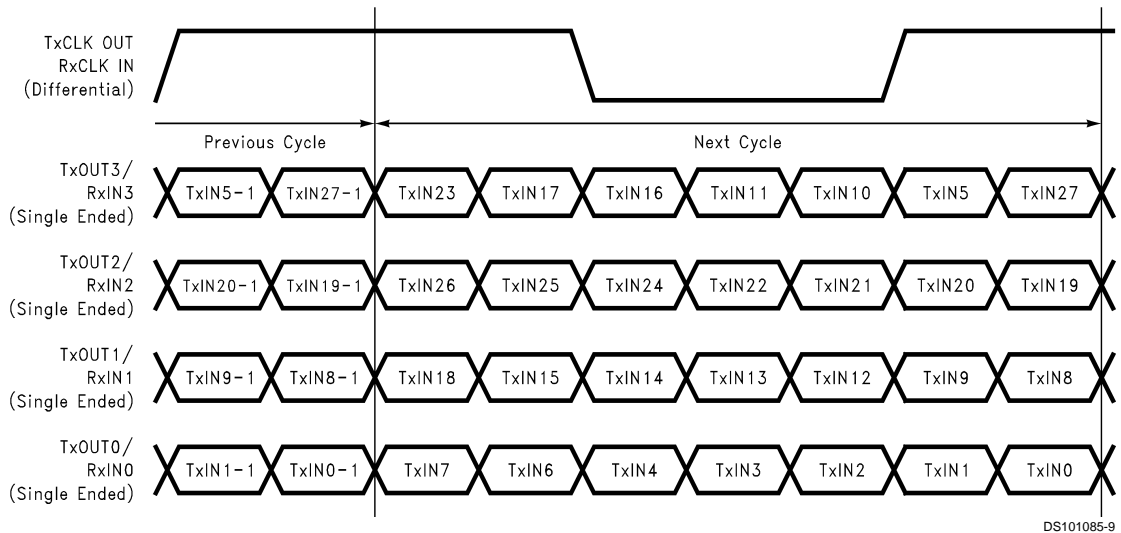 TxCLK OUT
RxCLK IN
(Differential)
Previous Cycle
Next Cycle
TxOUT3/
RxIN3
(Single Ended)
TxIN5-1 TxIN27-1 TxIN23 TxIN17 TxIN16 TxIN11 TxIN10 TxIN5 TxIN27
TxOUT2/
RxIN2
(Single Ended)
TxIN20-1 TxIN19-1 TxIN26 TxIN25 TxIN24 TxIN22 TxIN21 TxIN20 TxIN19
TxOUT1/
RxIN1
(Single Ended)
TxIN9-1 TxIN8-1 TxIN18 TxIN15 TxIN14 TxIN13 TxIN12 TxIN9 TxIN8
TxOUT0/
RxIN0
(Single Ended)
TxIN1-1 TxIN0-1 TxIN7 TxIN6 TxIN4 TxIN3 TxIN2 TxIN1 TxIN0
DS101085-9